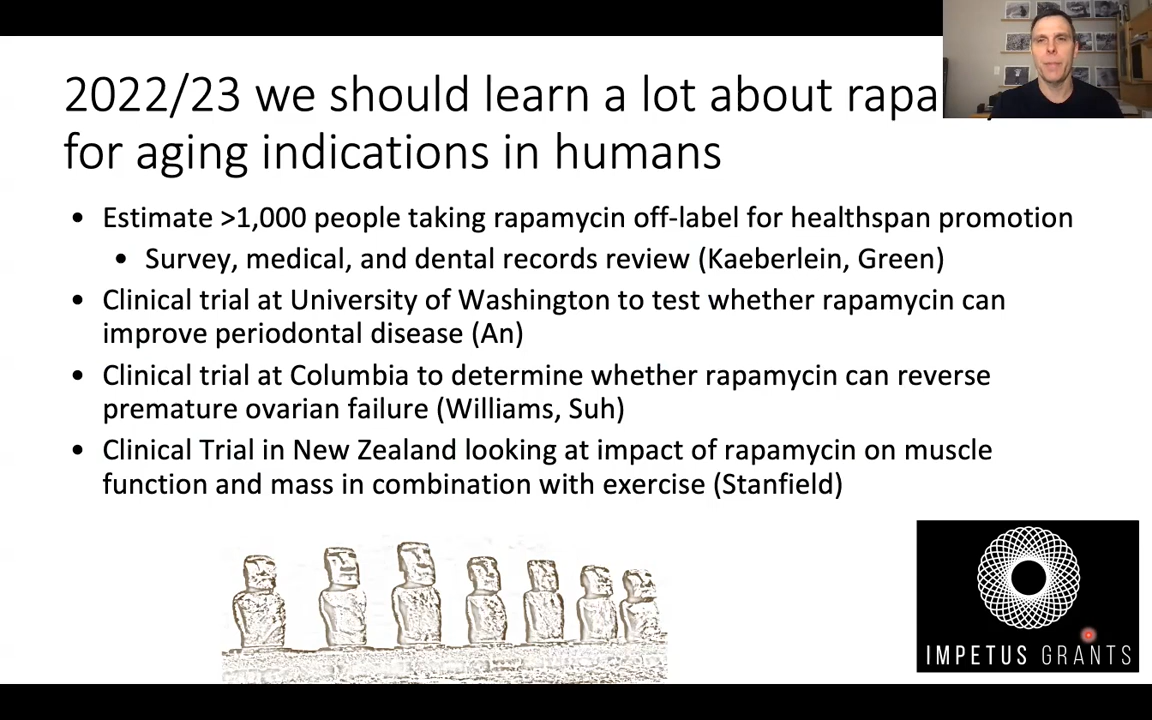 2022/23 we should learn a lot about rapa
for aging indications in humans
• Estimate >1,000 people taking rapamycin off-label for healthspan promotion
• Survey, medical, and dental records review (Kaeberlein, Green)
• Clinical trial at University of Washington to test whether rapamycin can
improve periodontal disease (An)
• Clinical trial at Columbia to determine whether rapamycin can reverse
premature ovarian failure (Williams, Suh)
• Clinical Trial in New Zealand looking at impact of rapamycin on muscle
function and mass in combination with exercise (Stanfield)
IMPETUS GRANTS